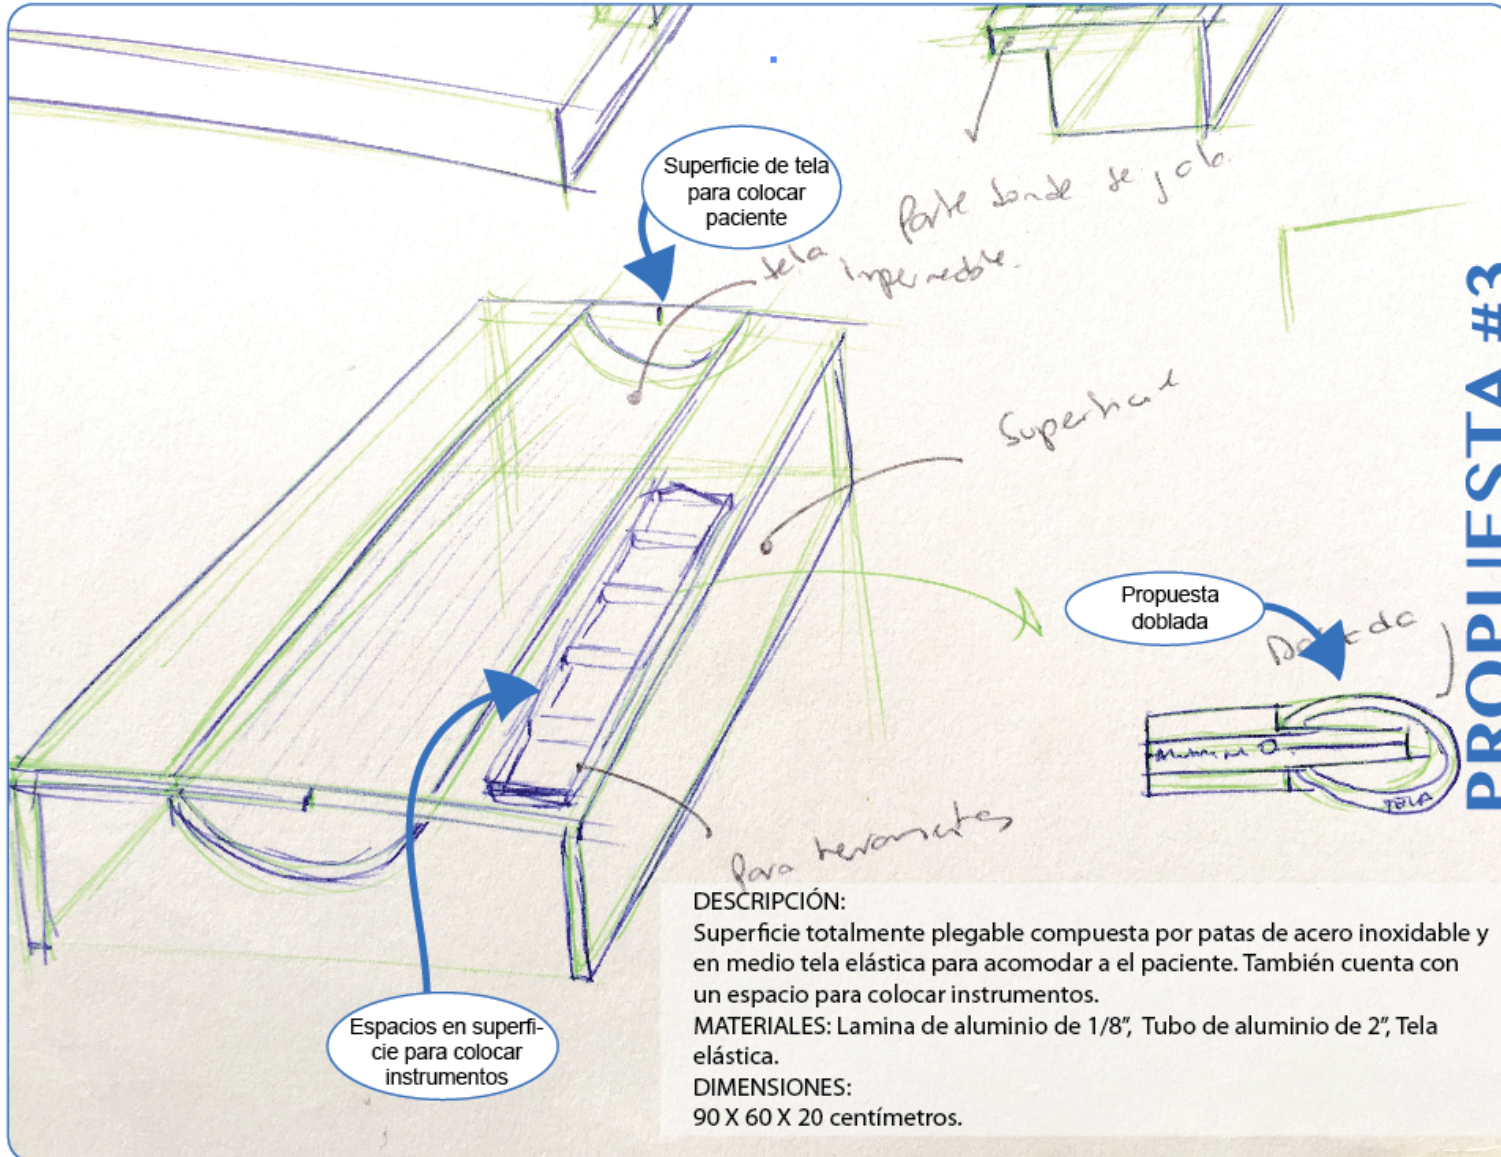 Superficie de tela
para colocar
paciente
Parte donde se jala
tela
impermeable.
PROPUESTA #3
Superficie
Propuesta
doblada
Doblada
TELA
Para herramientas
Espacios en superfi-
cie para colocar
instrumentos
DESCRIPCIÓN:
Superficie totalmente plegable compuesta por patas de acero inoxidable y
en medio tela elástica para acomodar a el paciente. También cuenta con
un espacio para colocar instrumentos.
MATERIALES: Lamina de aluminio de 1/8”, Tubo de aluminio de 2”, Tela
elástica.
DIMENSIONES:
90 X 60 X 20 centímetros.